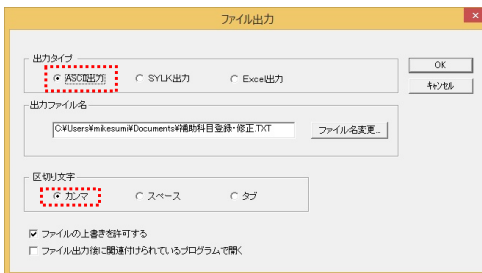 ファイル出力
出力タイプ
ASCII出力
SYLK出力
Excel出力
OK
キャンセル
出力ファイル名
C:¥Users¥mikesumi¥Documents¥補助科目登録・修正.TXT
ファイル名変更...
区切り文字
カンマ
スペース
タブ
ファイルの上書きを許可する
ファイル出力後に関連付けられているプログラムで開く